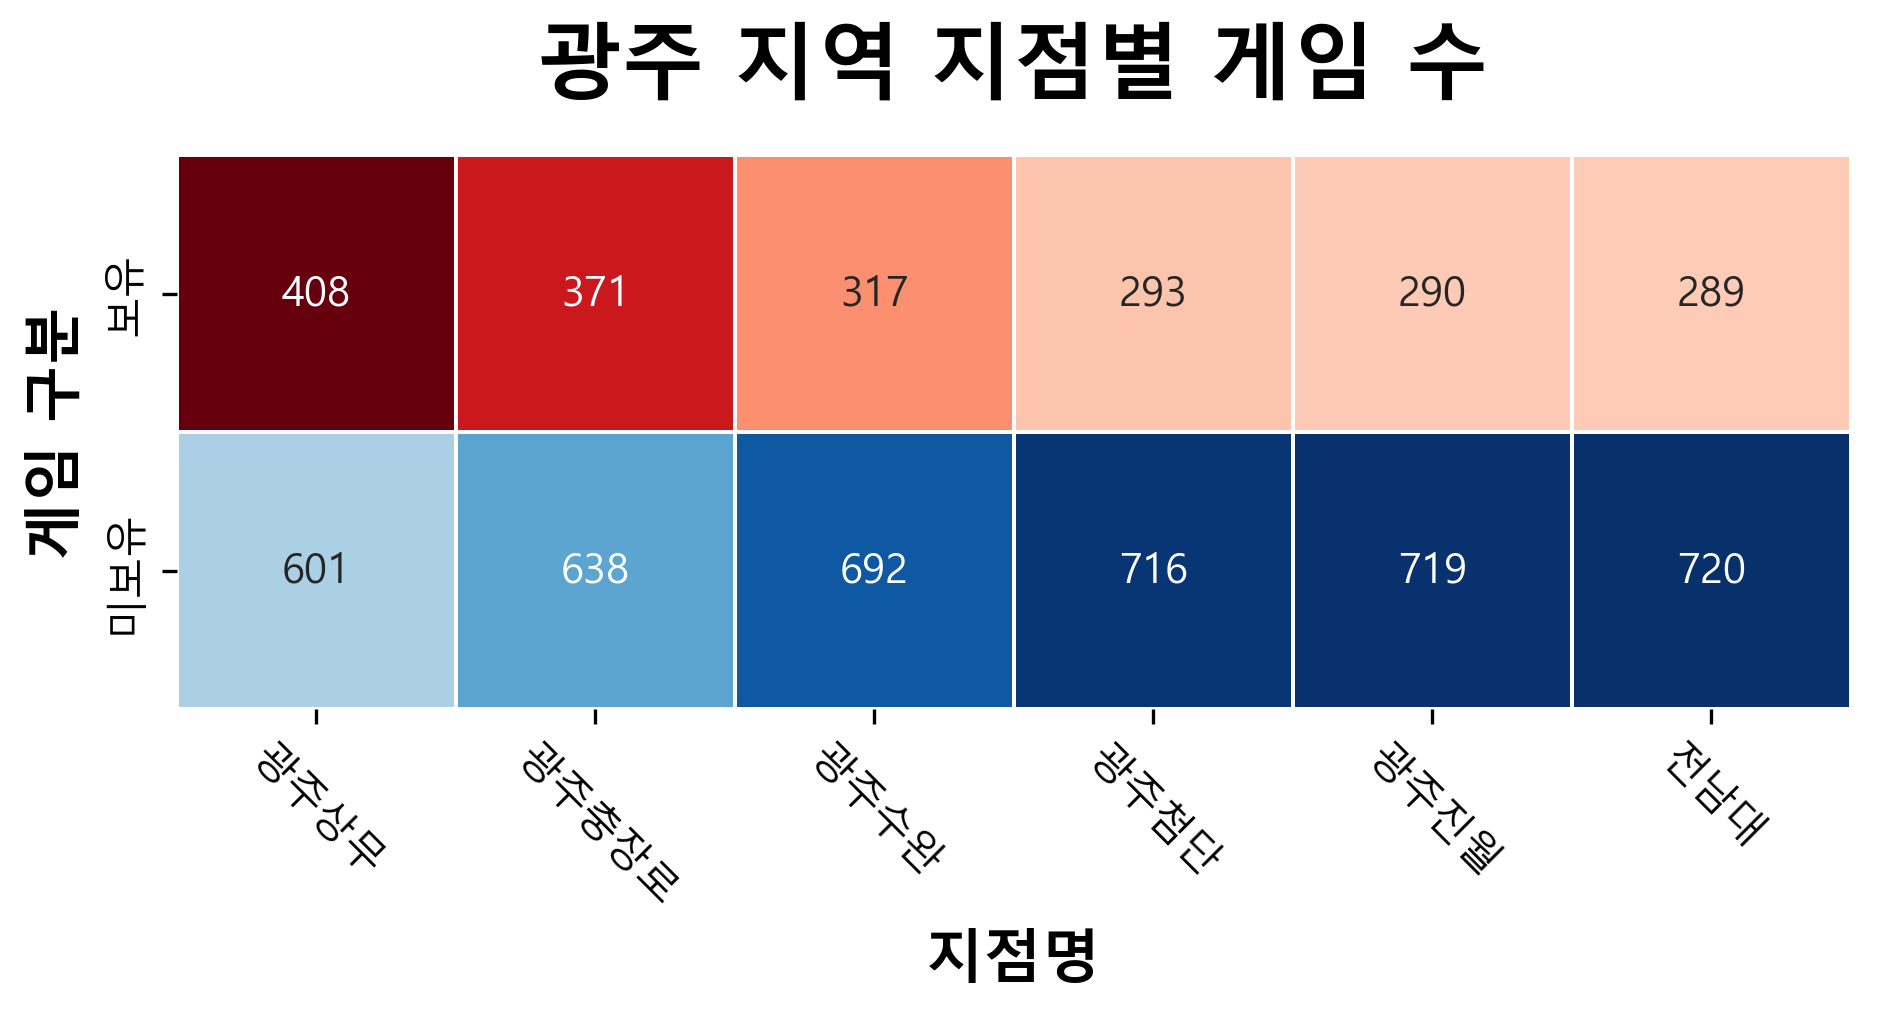 광주 지역 지점별 게임 수
게임 구분
보유
408 371 317 293 290 289
미보유
601 638 692 716 719 720
광주상무 광주충장로 광주수완 광주첨단 광주진월 전남대
지점명